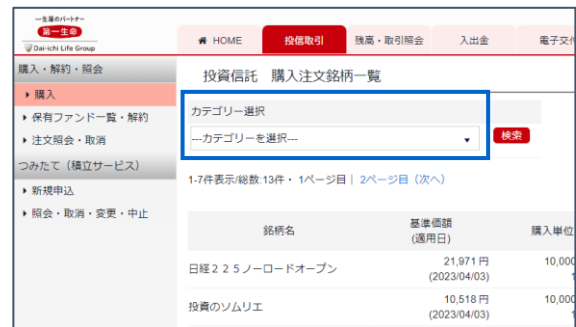 一生涯のパートナー
第一生命
Dai-ichi Life Group
HOME
投信取引
残高・取引照会
入出金
電子交付
購入・解約・照会
購入
保有ファンド一覧・解約
注文照会・取消
つみたて（積立サービス）
新規申込
照会・取消・変更・中止
投資信託 購入注文銘柄一覧
カテゴリー選択
---カテゴリーを選択---
検索
1-7件表示/総数:13件・ 1ページ目｜ 2ページ目（次へ）
銘柄名
基準価額
(適用日)
購入単位
日経２２５ノーロードオープン
21,971 円
(2023/04/03)
10,000
1
投資のソムリエ
10,518 円
(2023/04/03)
10,000
1